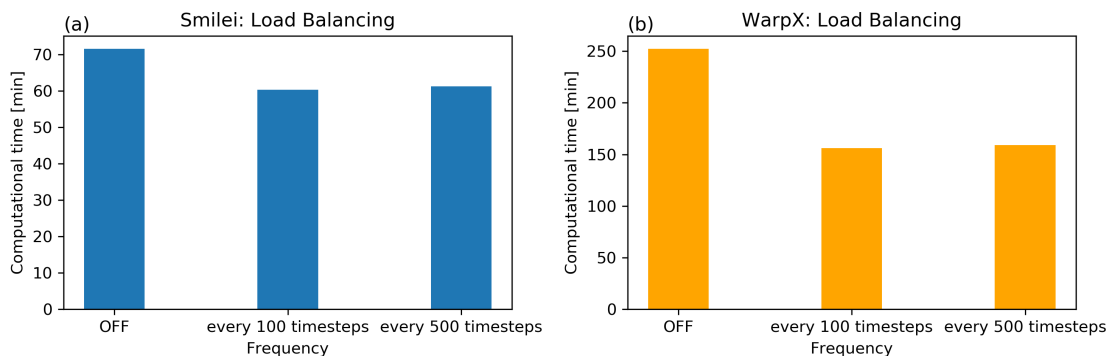 (a)
Smilei: Load Balancing
Computational time [min]
70
60
50
40
30
20
10
0
OFF
every 100 timesteps
every 500 timesteps
Frequency
(b)
WarpX: Load Balancing
Computational time [min]
250
200
150
100
50
0
OFF
every 100 timesteps
every 500 timesteps
Frequency